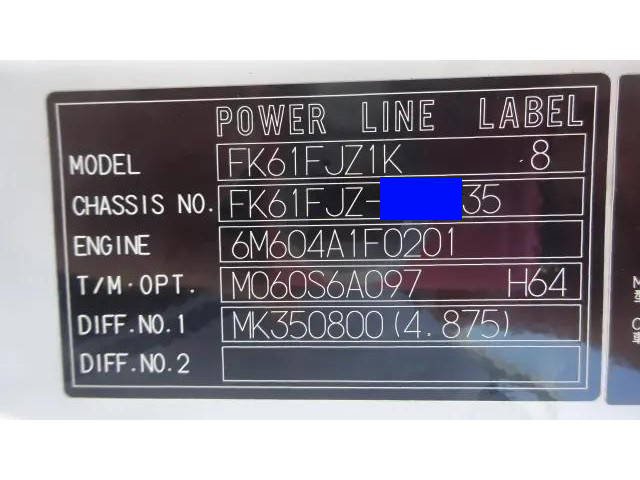 POWER LINE LABEL
MODEL FK61FJZ1K 8
CHASSIS NO. FK61FJZ- 35
ENGINE 6M604A1F0201
T/M·OPT. M060S6A097 H64
DIFF.NO.1 MK350800(4.875)
DIFF.NO.2